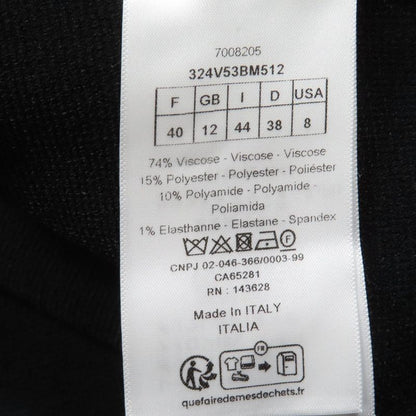 7008205
324V53BM512
F GB I D USA
40 12 44 38 8
74% Viscose - Viscose - Viscose
15% Polyester - Polyester - Poliéster
10% Polyamide - Polyamide -
Poliamida
1% Elasthanne - Elastane - Spandex
F
CNPJ 02-046-366/0003-99
CA65281
RN : 143628
Made in ITALY
ITALIA
FR
quefairedemesdechets.fr